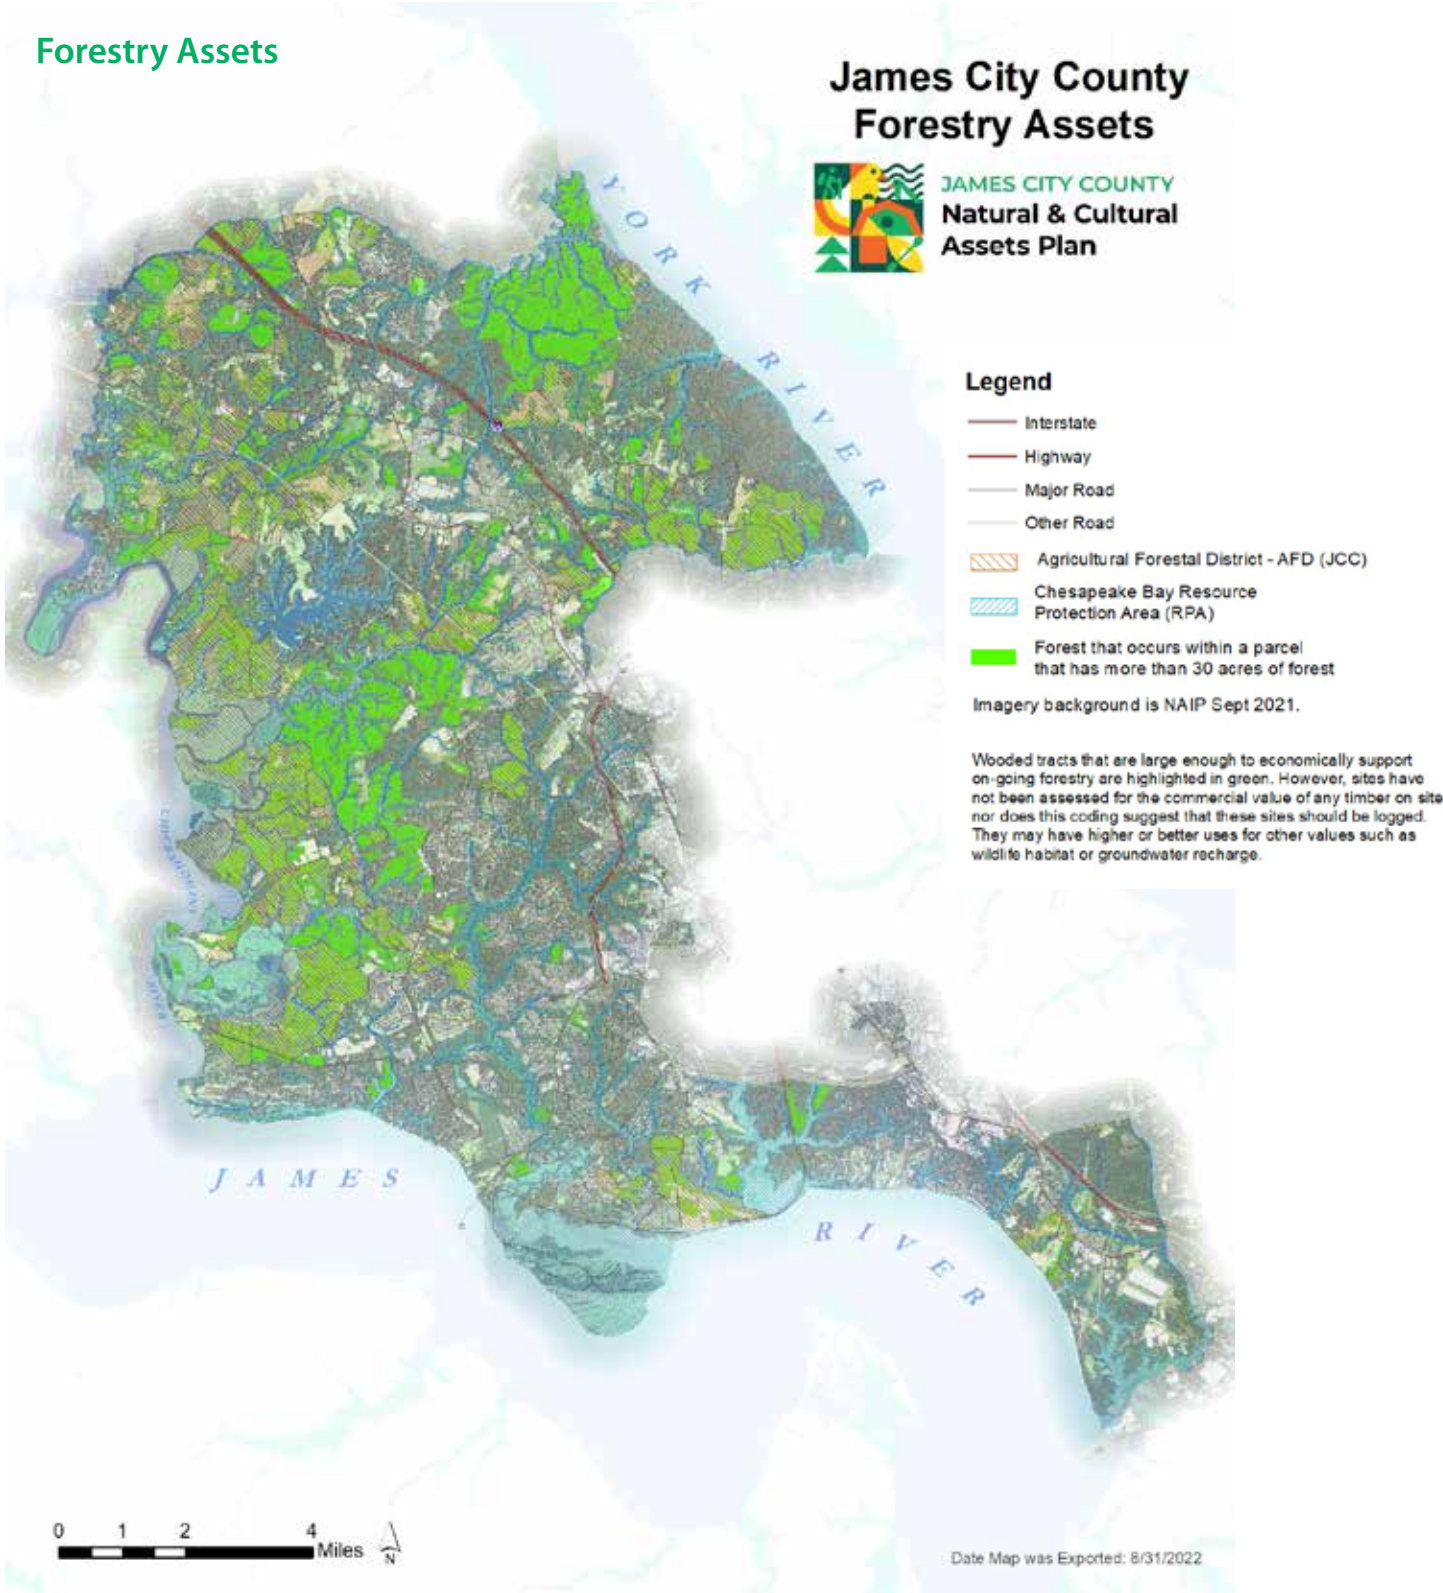 Forestry Assets
James City County
Forestry Assets
JAMES CITY COUNTY
Natural & Cultural
Assets Plan
YORK RIVER
Legend
Interstate
Highway
Major Road
Other Road
Agricultural Forestal District - AFD (JCC)
Chesapeake Bay Resource
Protection Area (RPA)
Forest that occurs within a parcel
that has more than 30 acres of forest
Imagery background is NAIP Sept 2021.
Wooded tracts that are large enough to economically support
on-going forestry are highlighted in green. However, sites have
not been assessed for the commercial value of any timber on site
nor does this coding suggest that these sites should be logged.
They may have higher or better uses for other values such as
wildlife habitat or groundwater recharge.
CHICKAHOMINY
RIVER
JAMES RIVER
0 1 2 4
Miles
N
Date Map was Exported: 8/31/2022